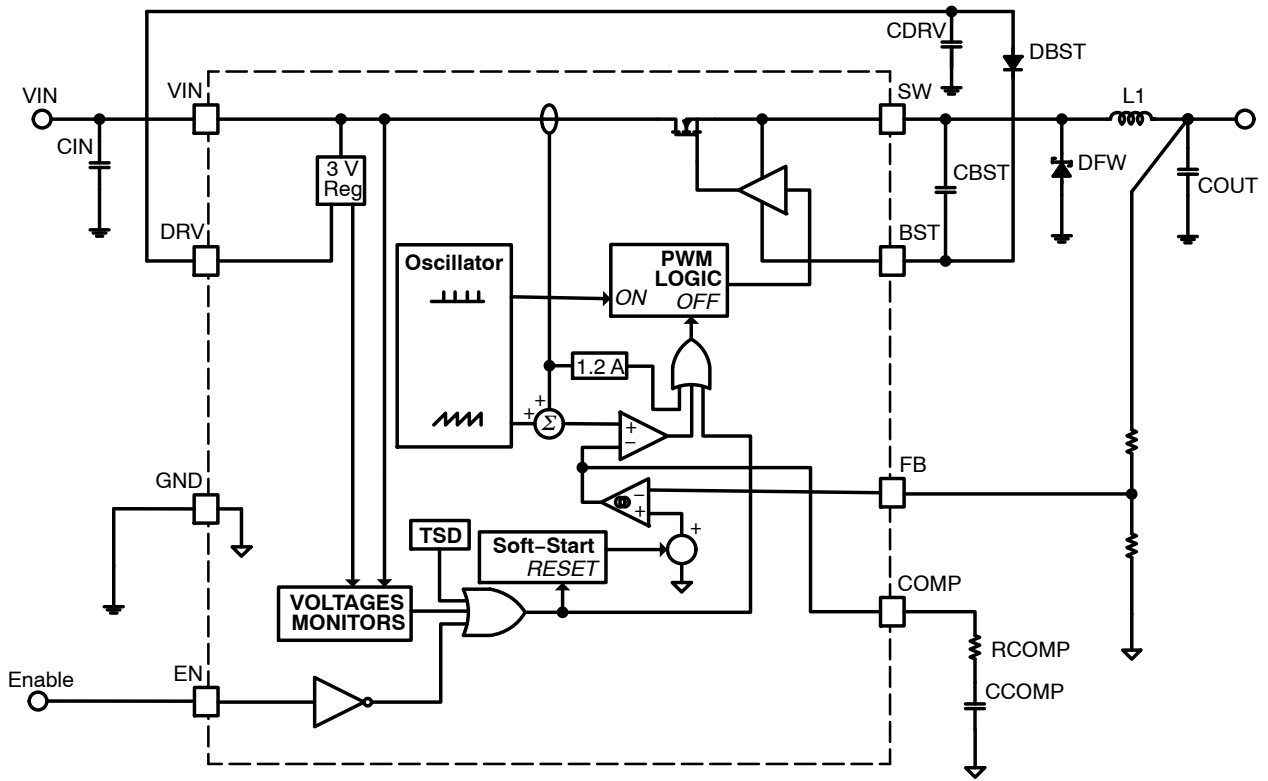 CDRV
DBST
VIN
VIN
SW
L1
CIN
3 V
Reg
CBST
DFW
COUT
DRV
BST
Oscillator
PWM
LOGIC
ON
OFF
1.2 A
+
+
Σ
+
−
GND
FB
−
+
+
TSD
Soft−Start
RESET
COMP
VOLTAGES
MONITORS
RCOMP
EN
Enable
CCOMP